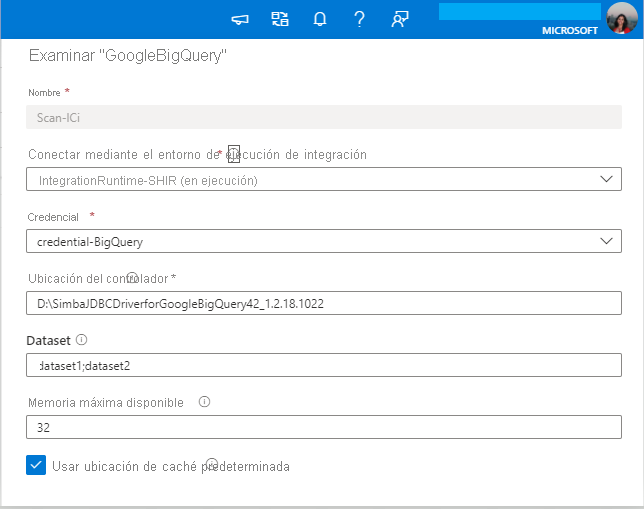 MICROSOFT
Examinar "GoogleBigQuery"
Nombre *
Scan-ICi
Conectar mediante el entorno de ejecución de integración *
IntegrationRuntime-SHIR (en ejecución)
Credencial *
credential-BigQuery
Ubicación del controlador *
D:\SimbaJDBCDriverforGoogleBigQuery42_1.2.18.1022
Dataset
dataset1;dataset2
Memoria máxima disponible
32
Usar ubicación de caché predeterminada